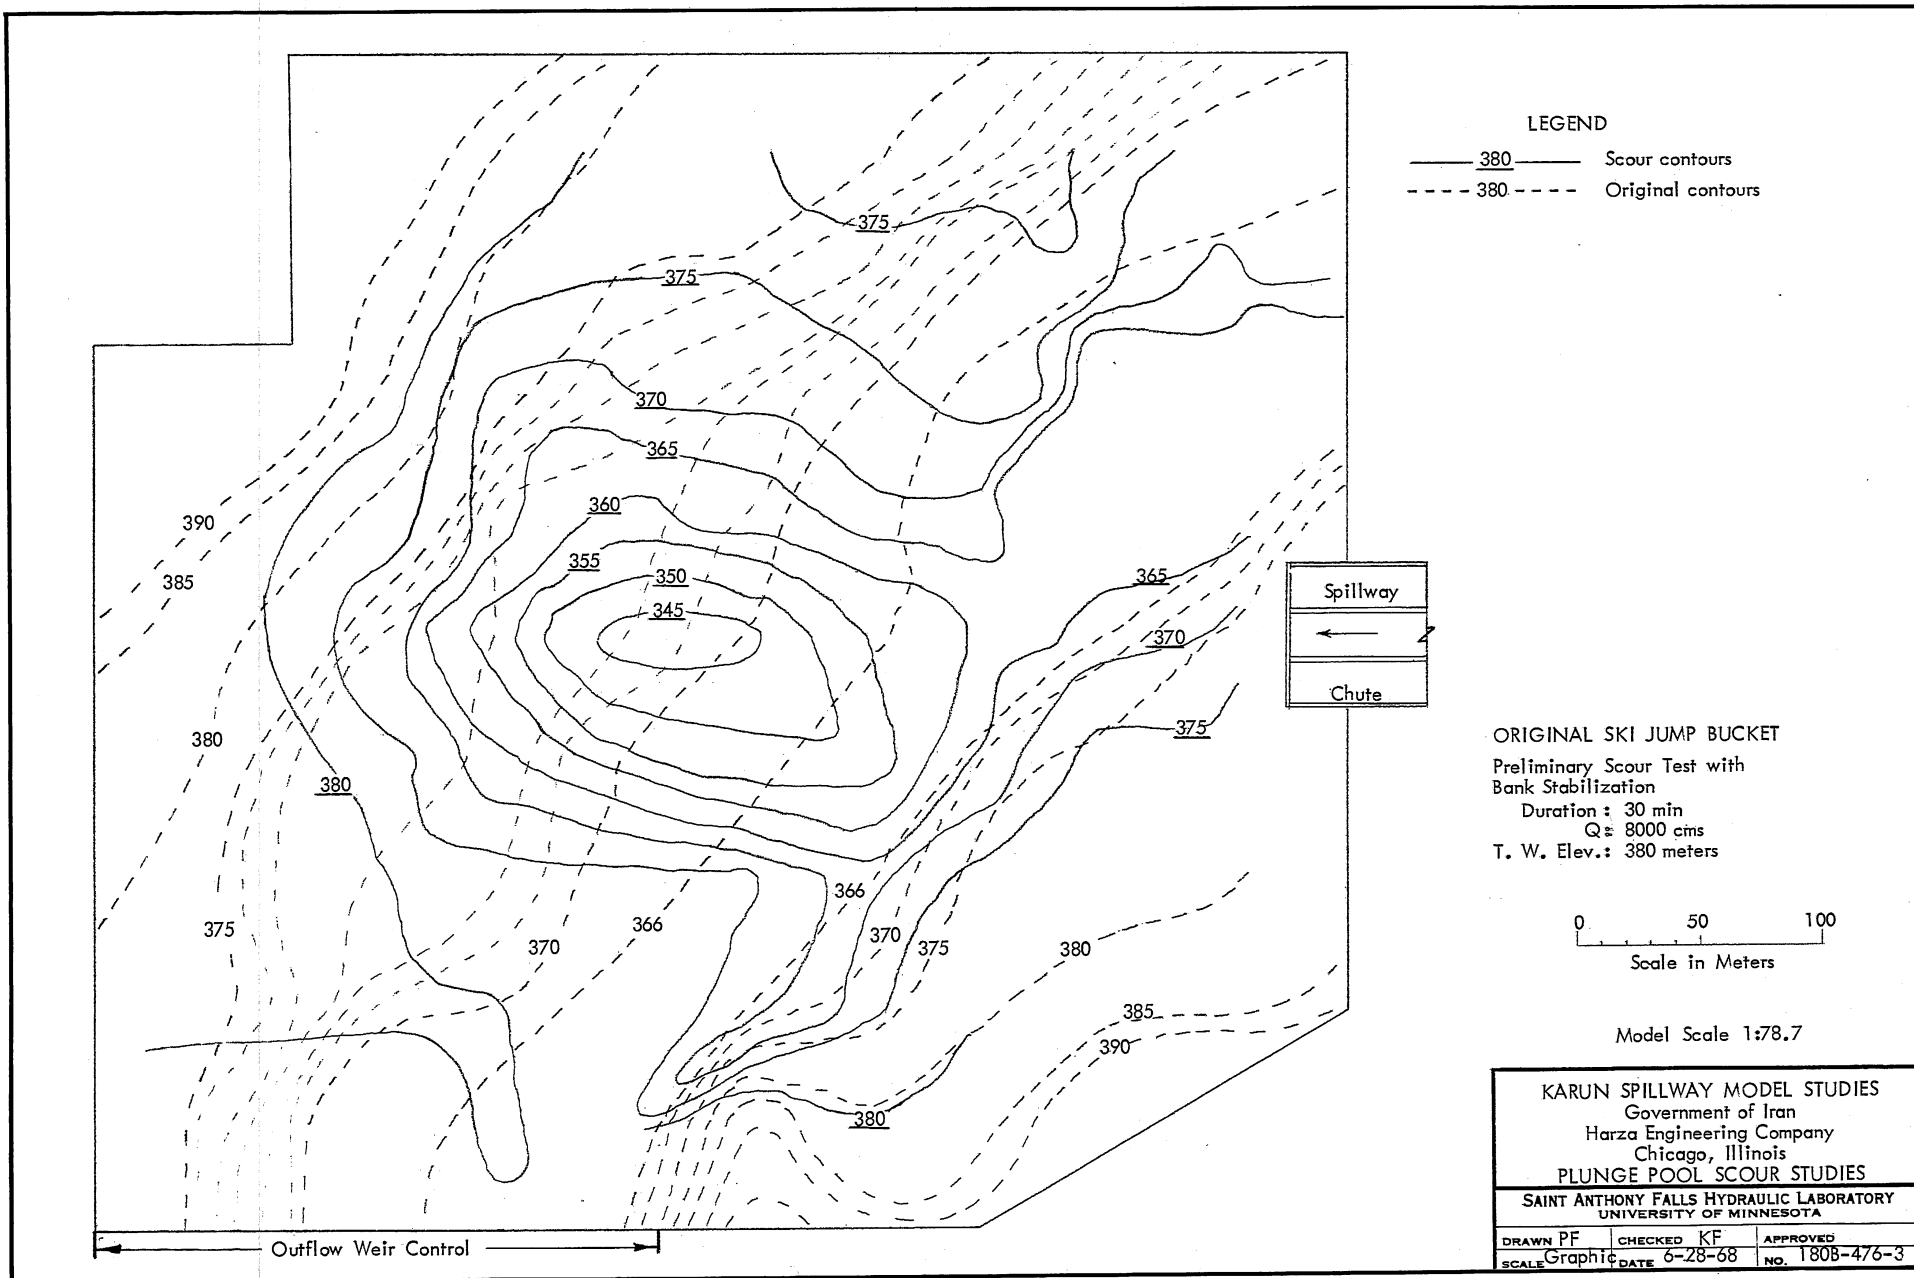 LEGEND
380 Scour contours
380 Original contours
375
375
370
365
390
360
355
385
350
365
345
Spillway
370
Chute
375
380
380
366
375
366
370
370
375
380
385
390
380
ORIGINAL SKI JUMP BUCKET
Preliminary Scour Test with
Bank Stabilization
Duration : 30 min
Q= 8000 cms
T. W. Elev.: 380 meters
0 50 100
Scale in Meters
Model Scale 1:78.7
Outflow Weir Control
KARUN SPILLWAY MODEL STUDIES
Government of Iran
Harza Engineering Company
Chicago, Illinois
PLUNGE POOL SCOUR STUDIES
SAINT ANTHONY FALLS HYDRAULIC LABORATORY
UNIVERSITY OF MINNESOTA
DRAWN PF CHECKED KF APPROVED
SCALE Graphic DATE 6-28-68 NO. 180B-476-3